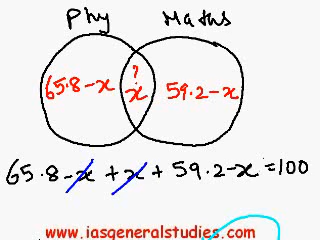 Phy Maths
?
65.8-x x 59.2-x
65.8-x+x+59.2-x=100
www.iasgeneralstudies.com